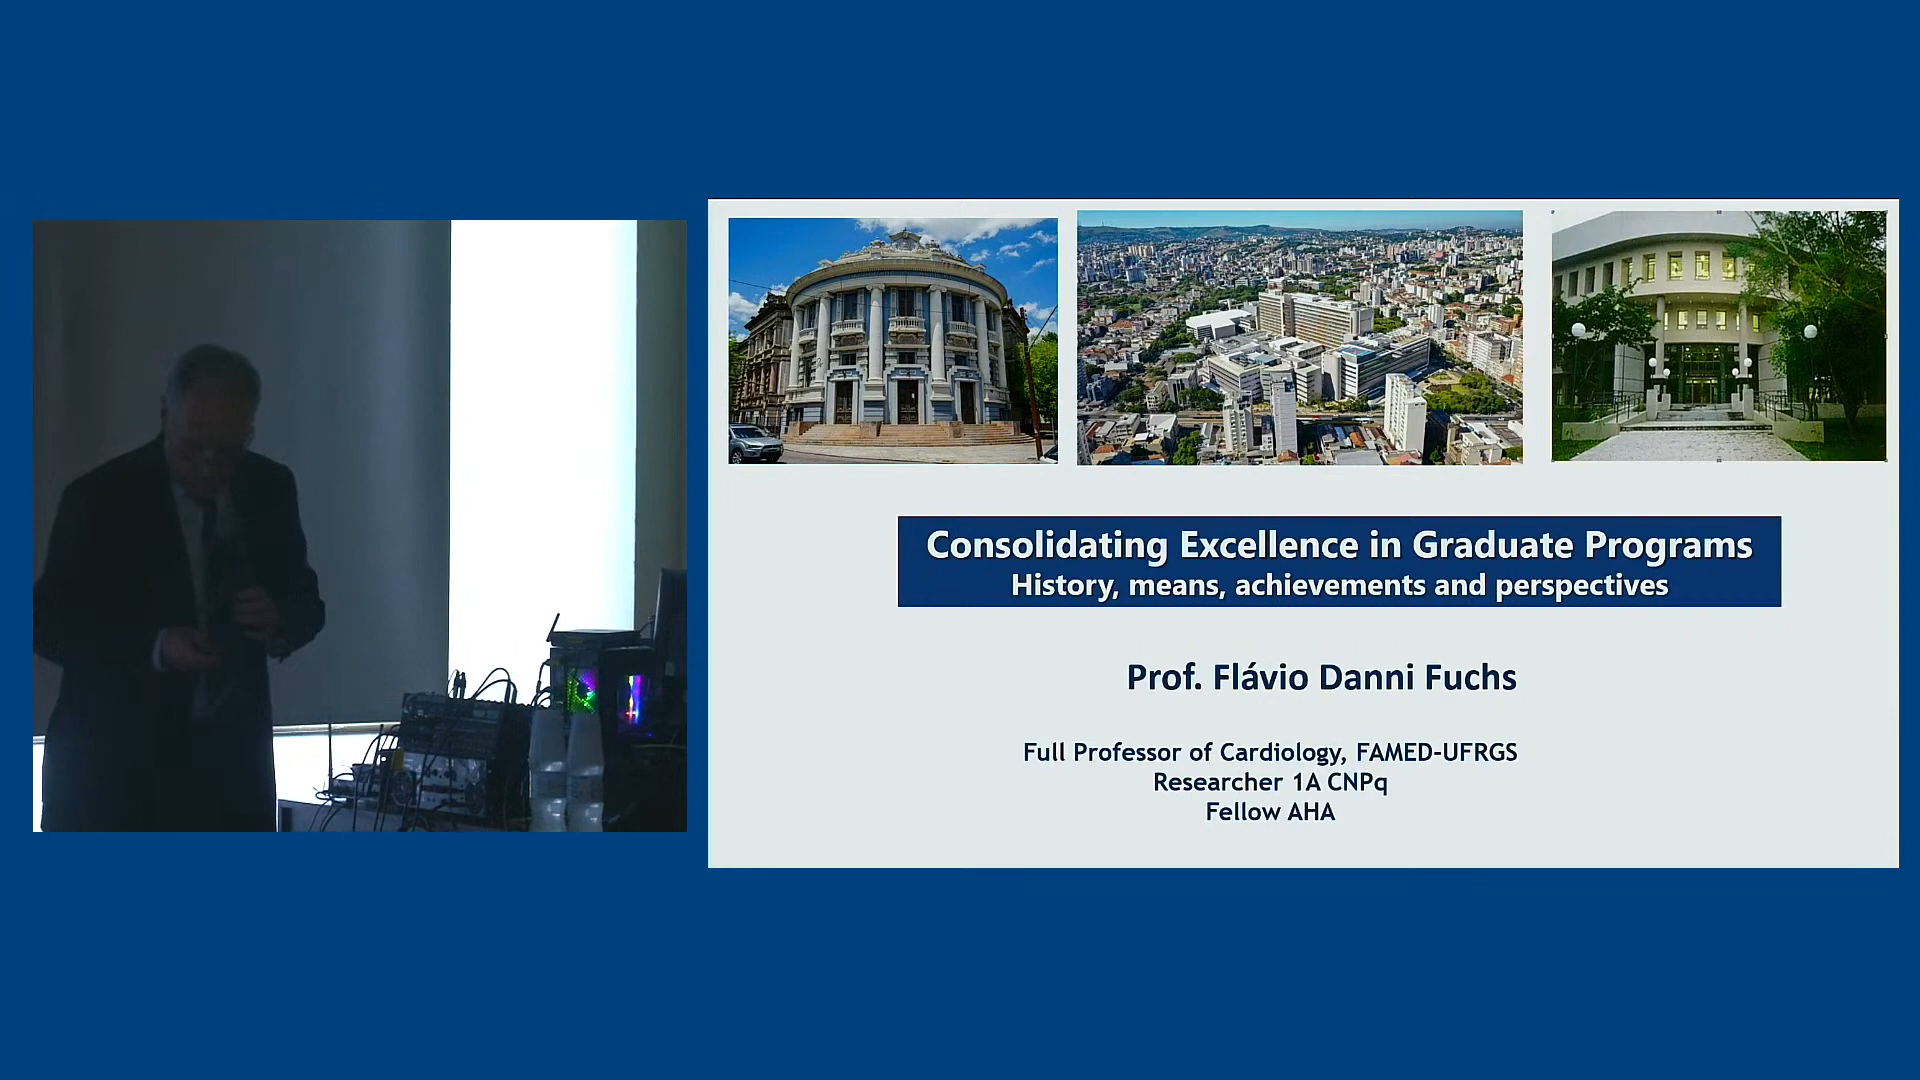 Consolidating Excellence in Graduate Programs
History, means, achievements and perspectives
Prof. Flávio Danni Fuchs
Full Professor of Cardiology, FAMED-UFRGS
Researcher 1A CNPq
Fellow AHA